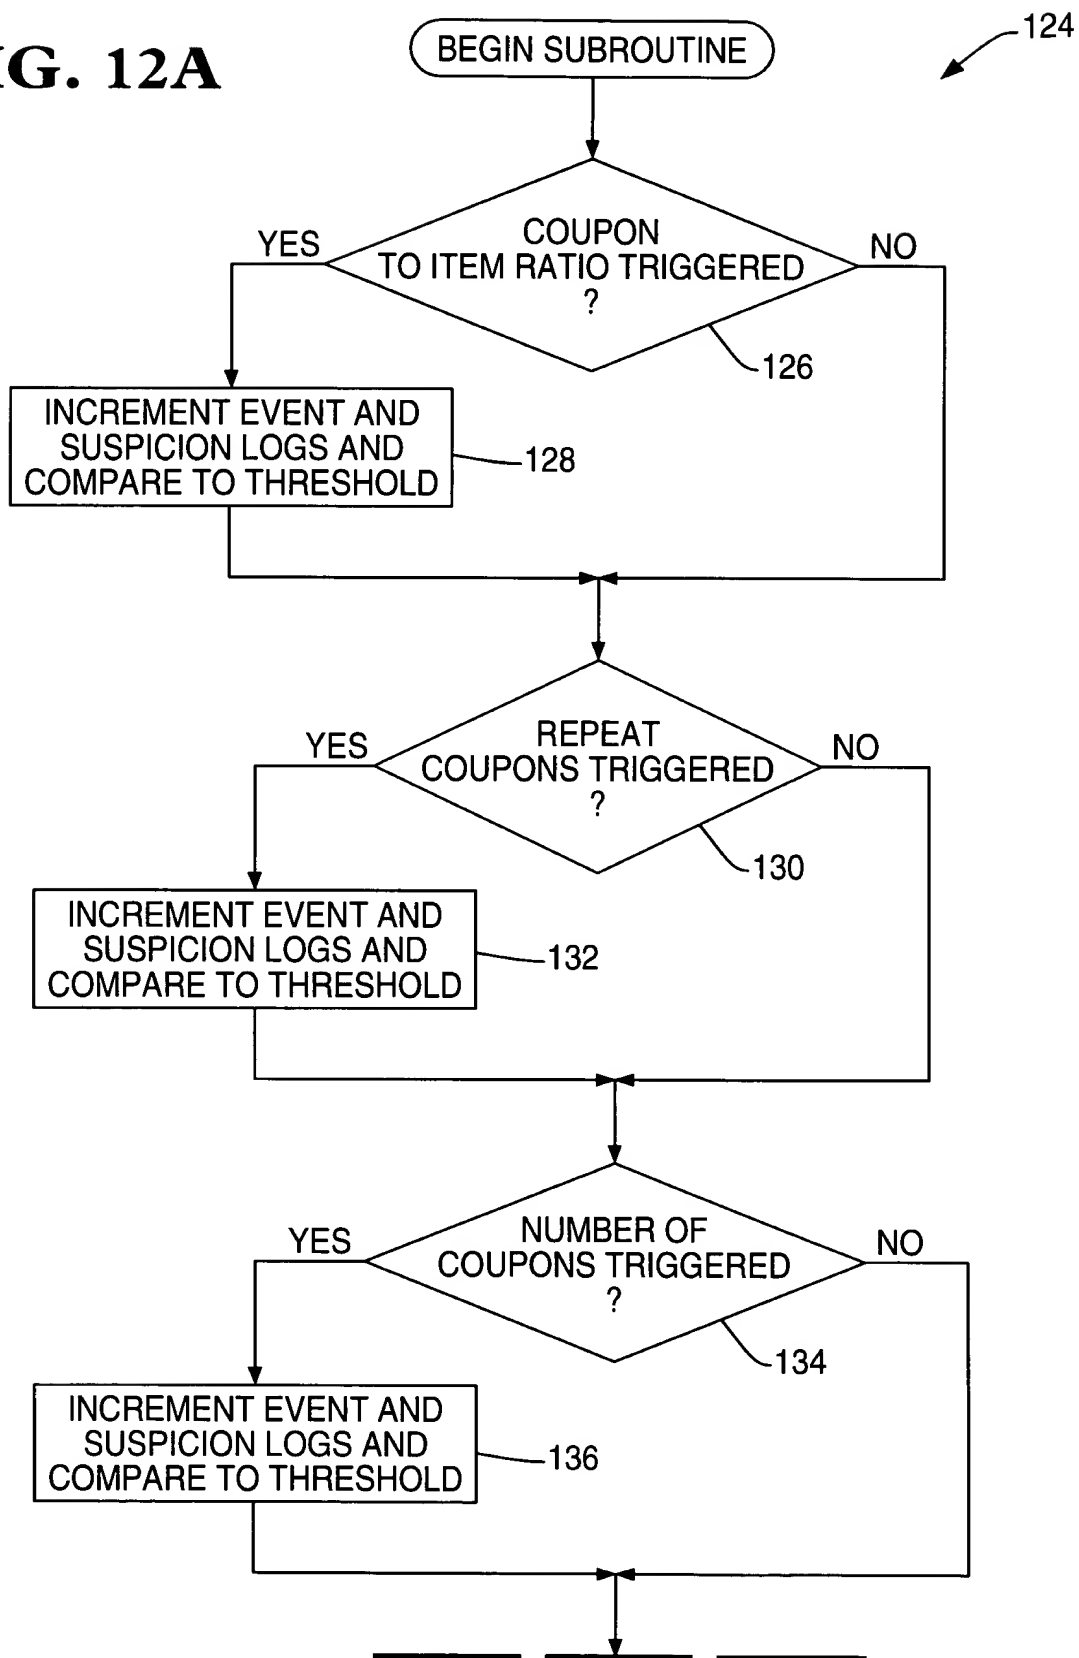 G. 12A
BEGIN SUBROUTINE
124
COUPON
TO ITEM RATIO TRIGGERED
?
YES
NO
126
INCREMENT EVENT AND
SUSPICION LOGS AND
COMPARE TO THRESHOLD
128
REPEAT
COUPONS TRIGGERED
?
YES
NO
130
INCREMENT EVENT AND
SUSPICION LOGS AND
COMPARE TO THRESHOLD
132
NUMBER OF
COUPONS TRIGGERED
?
YES
NO
134
INCREMENT EVENT AND
SUSPICION LOGS AND
COMPARE TO THRESHOLD
136